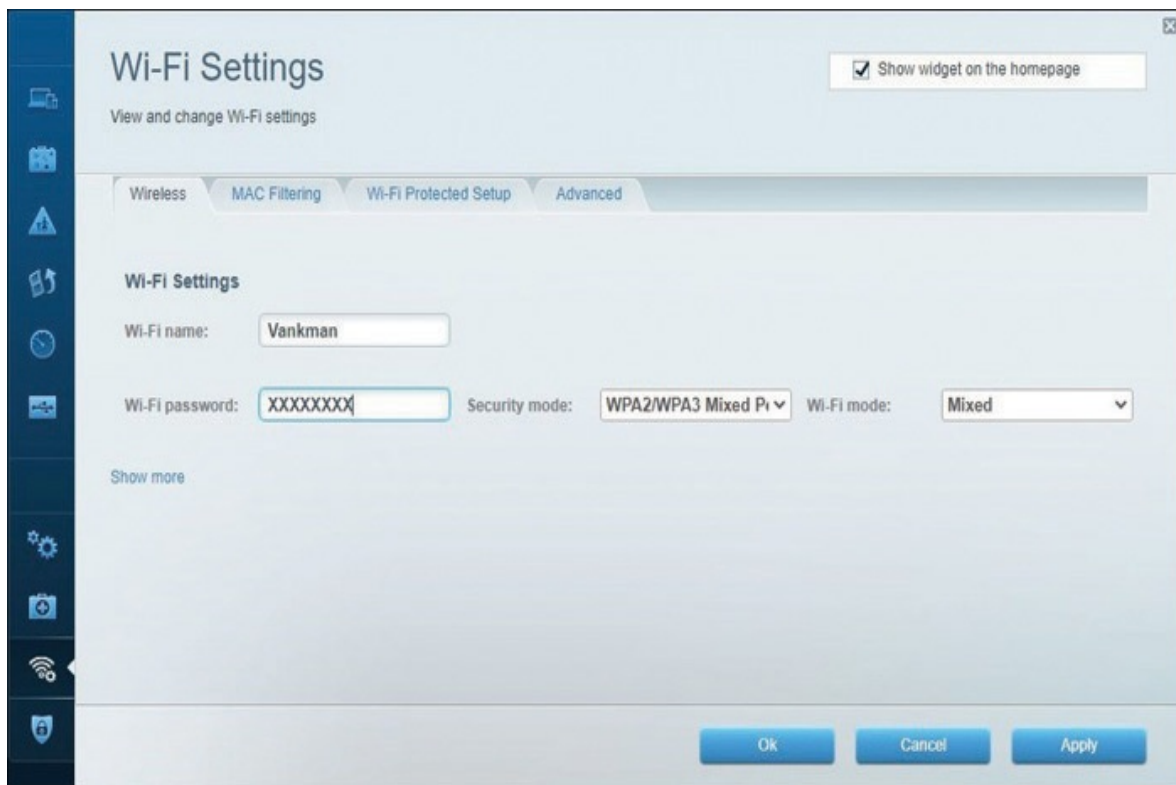 Wi-Fi Settings
Show widget on the homepage
View and change Wi-Fi settings
Wireless MAC Filtering Wi-Fi Protected Setup Advanced
Wi-Fi Settings
Wi-Fi name: Vankman
Wi-Fi password: XXXXXXXX Security mode: WPA2/WPA3 Mixed Wi-Fi mode: Mixed
Show more
Ok Cancel Apply